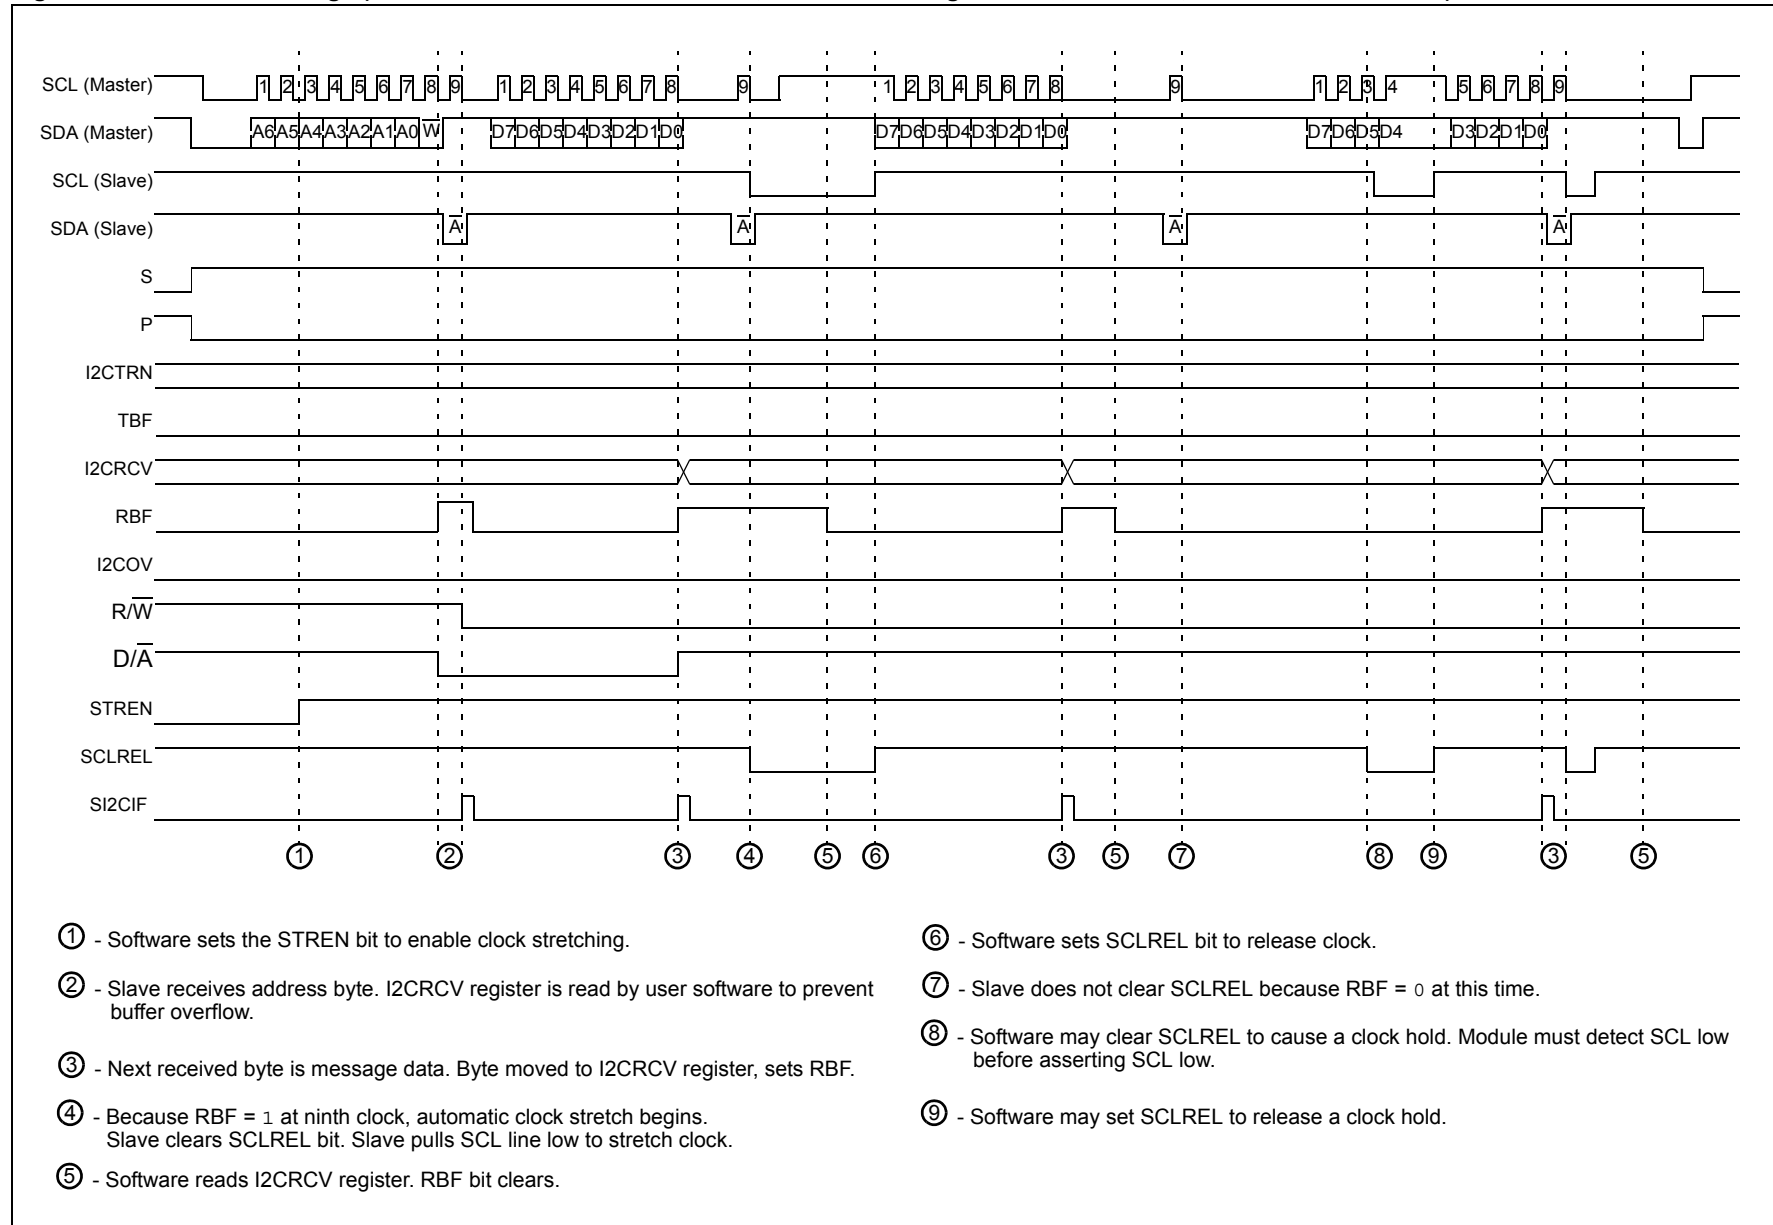 SCL (Master) 1 2 3 4 5 6 7 8 9 1 2 3 4 5 6 7 8 9 1 2 3 4 5 6 7 8 9 1 2 3 4 5 6 7 8 9
SDA (Master) A6 A5 A4 A3 A2 A1 A0 W̅ D7 D6 D5 D4 D3 D2 D1 D0 D7 D6 D5 D4 D3 D2 D1 D0 D7 D6 D5 D4 D3 D2 D1 D0
SCL (Slave)
SDA (Slave) A̅ A̅ A̅ A̅
S
P
I2CTRN
TBF
I2CRCV
RBF
I2COV
R/W̅
D/A̅
STREN
SCLREL
SI2CIF
① ② ③ ④ ⑤ ⑥ ③ ⑤ ⑦ ⑧ ⑨ ③ ⑤
① - Software sets the STREN bit to enable clock stretching.
② - Slave receives address byte. I2CRCV register is read by user software to prevent
buffer overflow.
③ - Next received byte is message data. Byte moved to I2CRCV register, sets RBF.
④ - Because RBF = 1 at ninth clock, automatic clock stretch begins.
Slave clears SCLREL bit. Slave pulls SCL line low to stretch clock.
⑤ - Software reads I2CRCV register. RBF bit clears.
⑥ - Software sets SCLREL bit to release clock.
⑦ - Slave does not clear SCLREL because RBF = 0 at this time.
⑧ - Software may clear SCLREL to cause a clock hold. Module must detect SCL low
before asserting SCL low.
⑨ - Software may set SCLREL to release a clock hold.